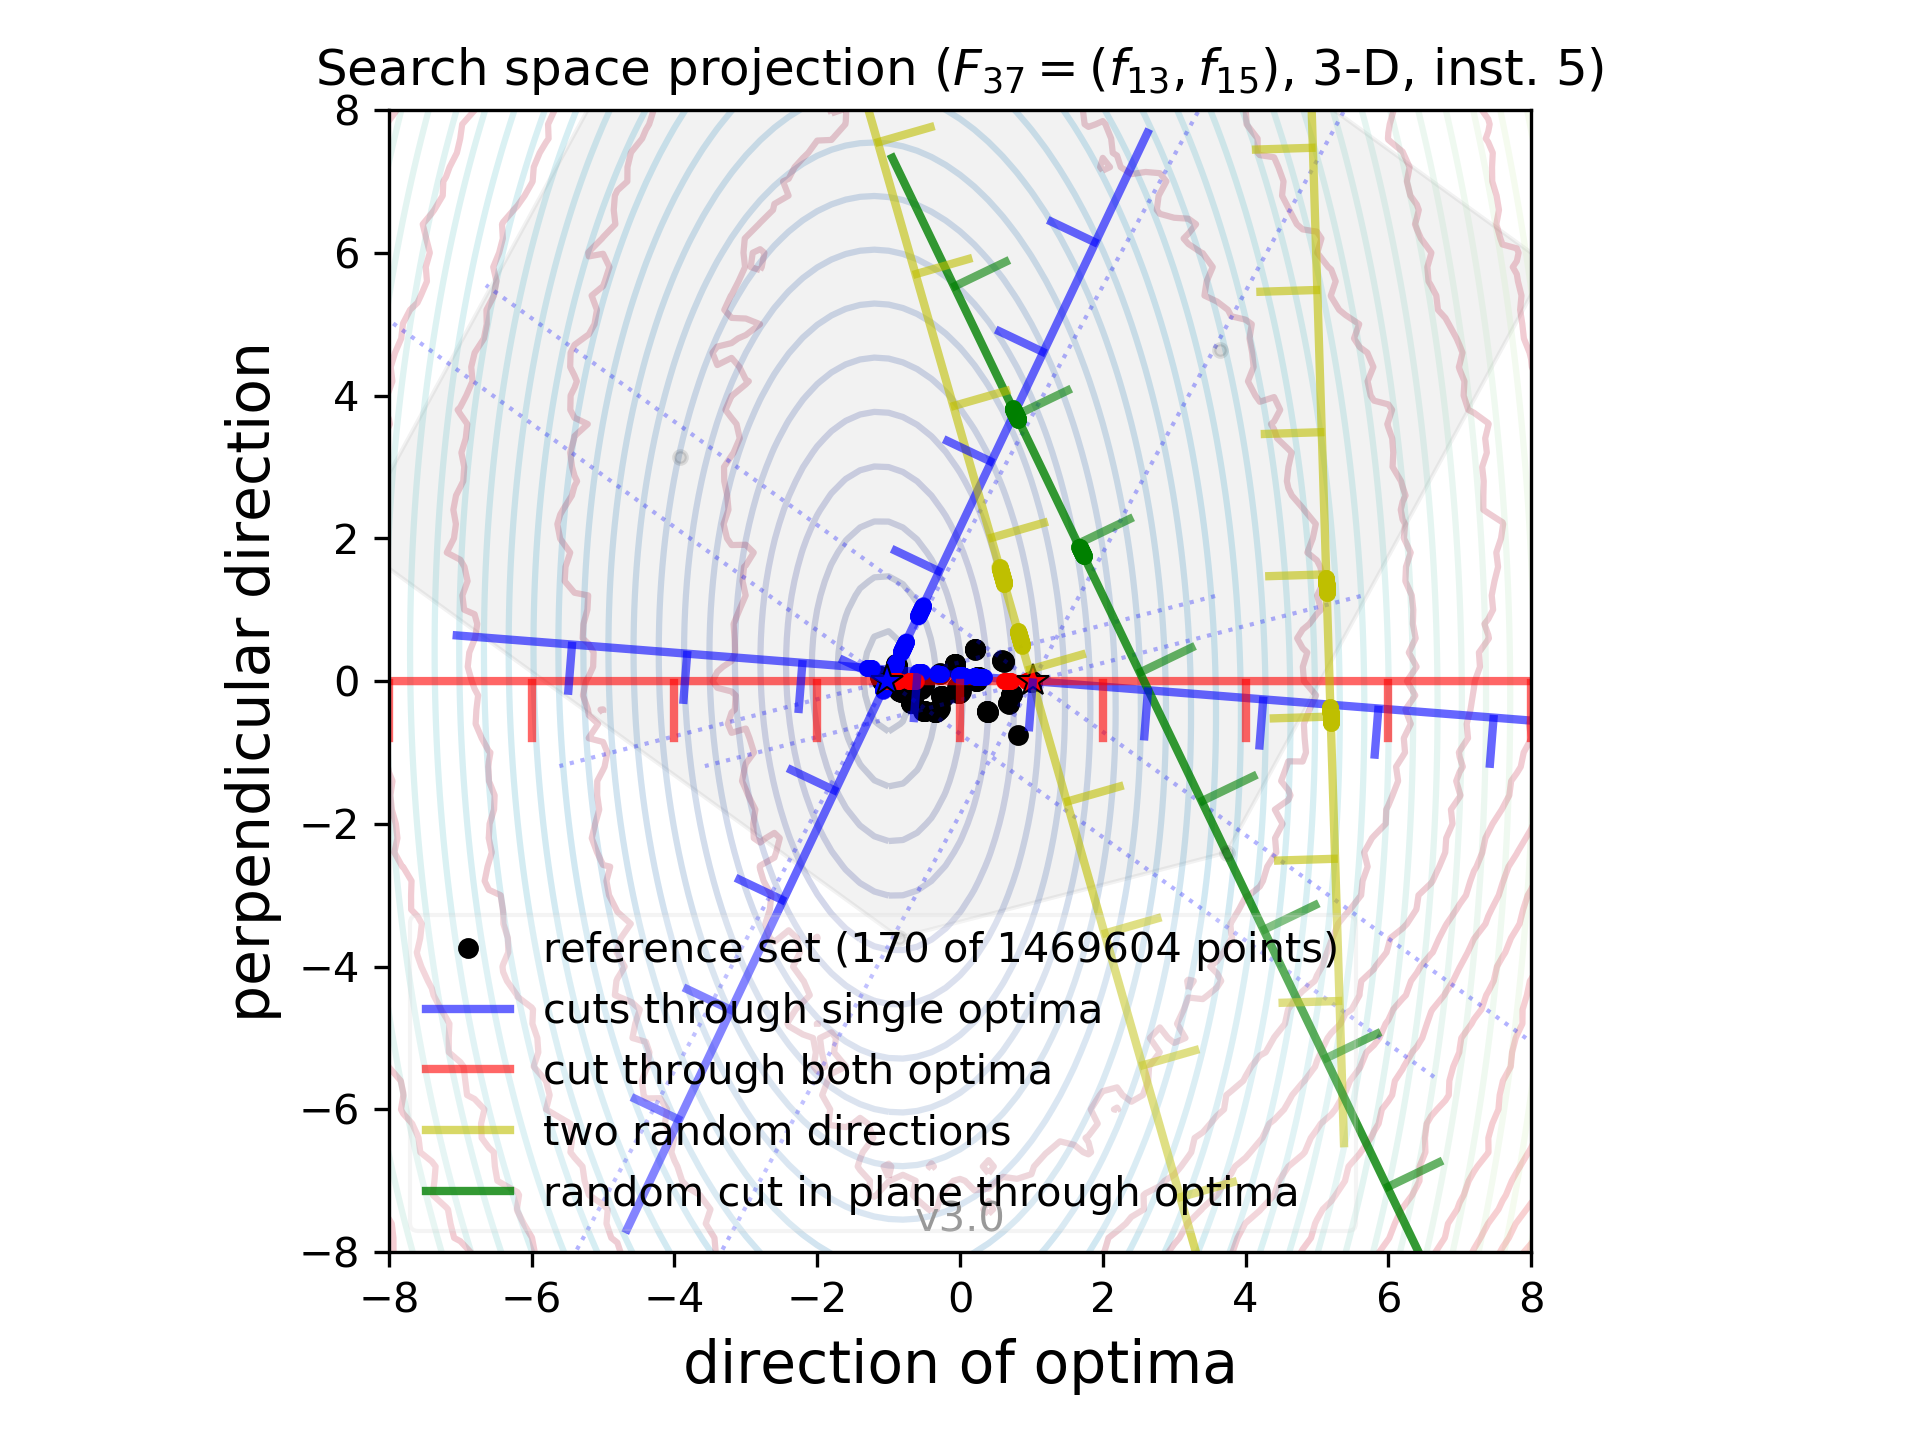 Search space projection (F37 = (f13, f15), 3-D, inst. 5)
8
6
4
2
0
−2
−4
−6
−8
perpendicular direction
reference set (170 of 1469604 points)
cuts through single optima
cut through both optima
two random directions
random cut in plane through optima
v3.0
−8 −6 −4 −2 0 2 4 6 8
direction of optima